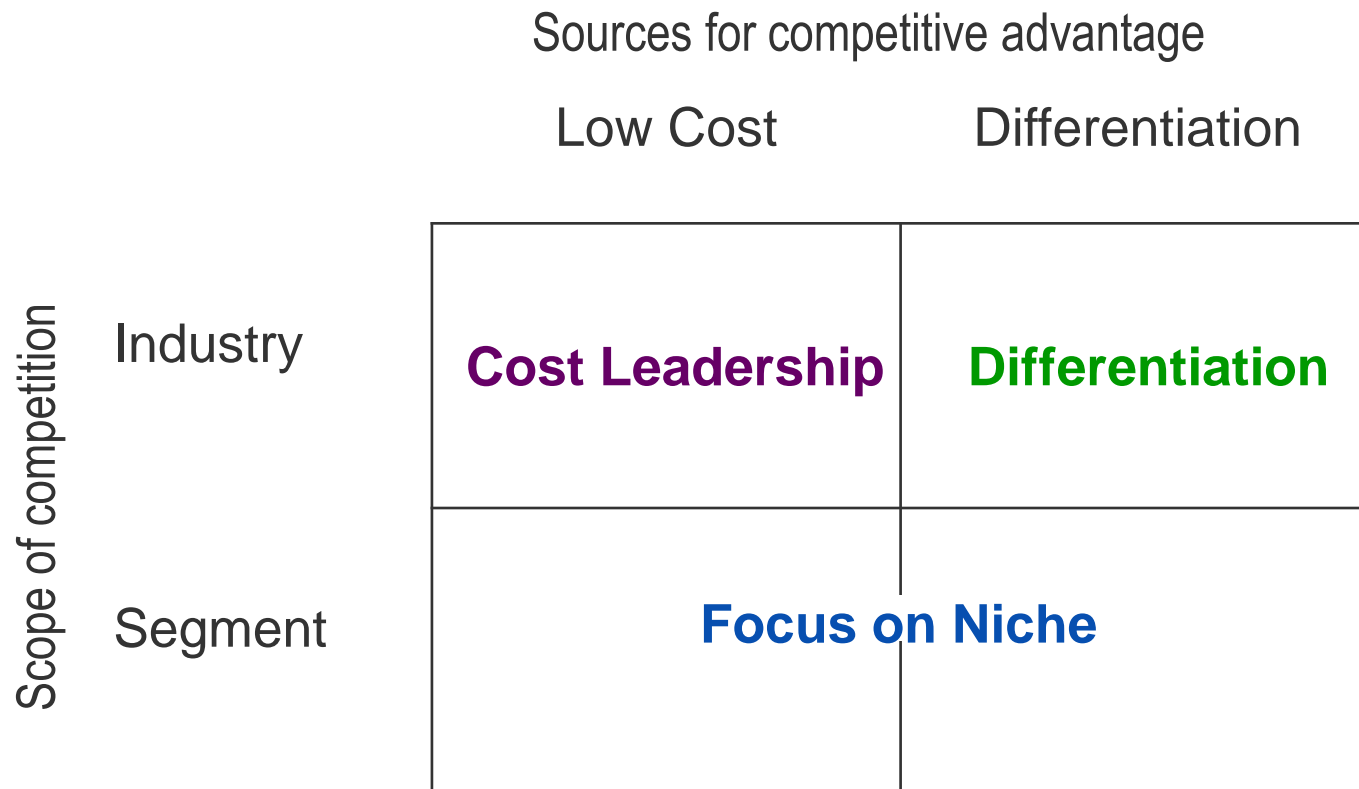 Sources for competitive advantage
Low Cost Differentiation
Scope of competition
Industry
Cost Leadership Differentiation
Segment
Focus on Niche